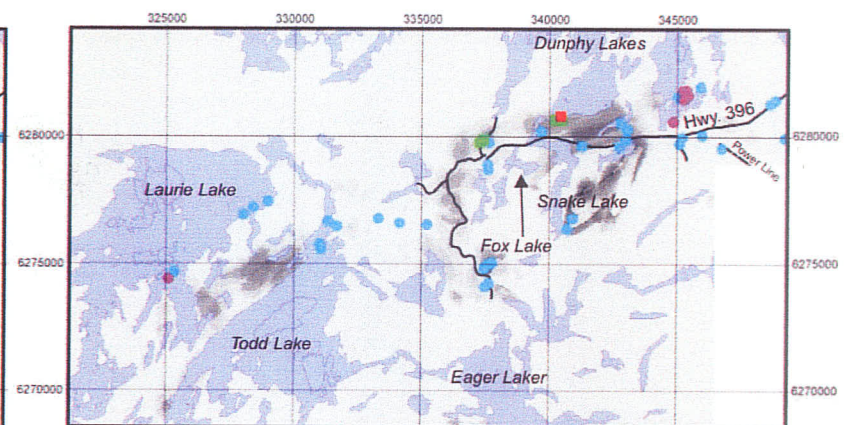 325000 330000 335000 340000 345000
Dunphy Lakes
Hwy. 396
6280000 6280000
Power Line
Laurie Lake
Snake Lake
Fox Lake
6275000 6275000
Todd Lake
Eager Laker
6270000 6270000